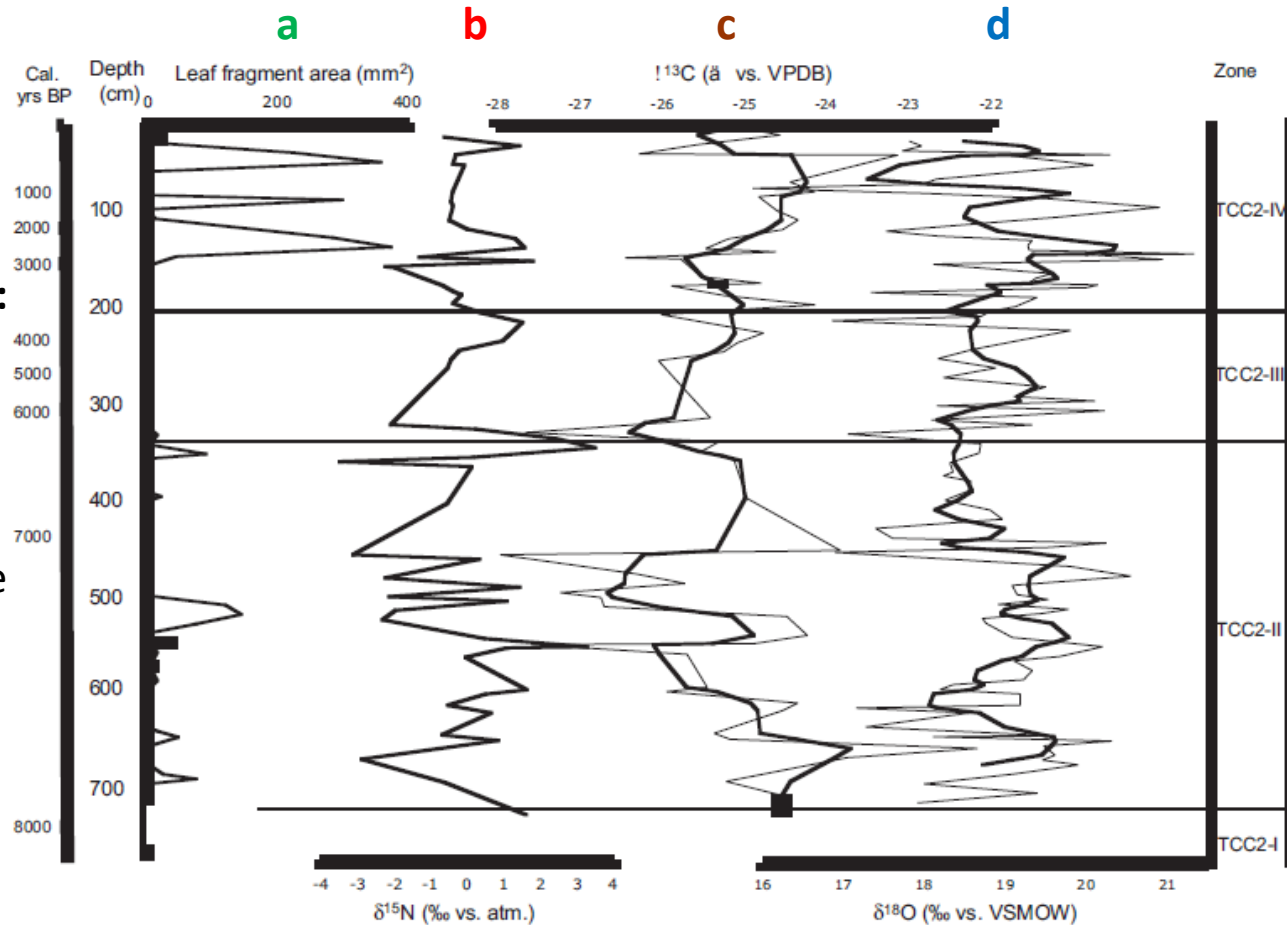 a b c d
Cal. yrs BP
Depth (cm)
Leaf fragment area (mm²)
! ¹³C (ä vs. VPDB)
Zone
0 200 400
-28 -27 -26 -25 -24 -23 -22
1000
2000
3000
4000
5000
6000
7000
8000
100
200
300
400
500
600
700
:
e
TCC2-IV
TCC2-III
TCC2-II
TCC2-I
-4 -3 -2 -1 0 1 2 3 4
16 17 18 19 20 21
δ¹⁵N (‰ vs. atm.)
δ¹⁸O (‰ vs. VSMOW)